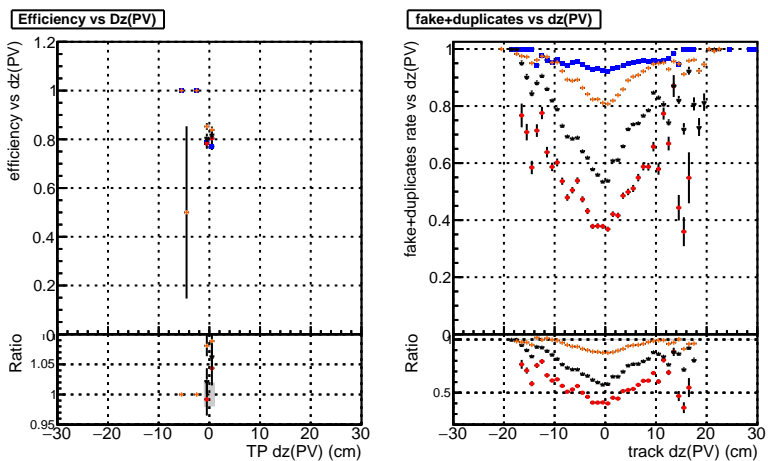 Efficiency vs Dz(PV)
efficiency vs dz(PV)
1.2
1
0.8
0.6
0.4
0.2
0
Ratio
1.05
1
0.95
−30 −20 −10 0 10 20 30
TP dz(PV) (cm)
fake+duplicates vs dz(PV)
fake+duplicates rate vs dz(PV)
1
0.8
0.6
0.4
0.2
Ratio
1
0.5
−30 −20 −10 0 10 20 30
track dz(PV) (cm)